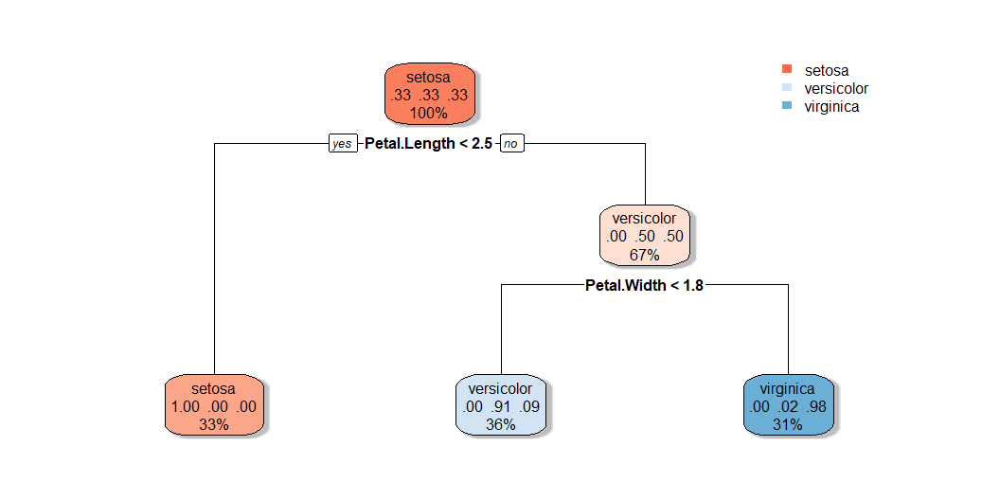 setosa
.33 .33 .33
100%
setosa
versicolor
virginica
yes Petal.Length < 2.5 no
versicolor
.00 .50 .50
67%
Petal.Width < 1.8
setosa
1.00 .00 .00
33%
versicolor
.00 .91 .09
36%
virginica
.00 .02 .98
31%